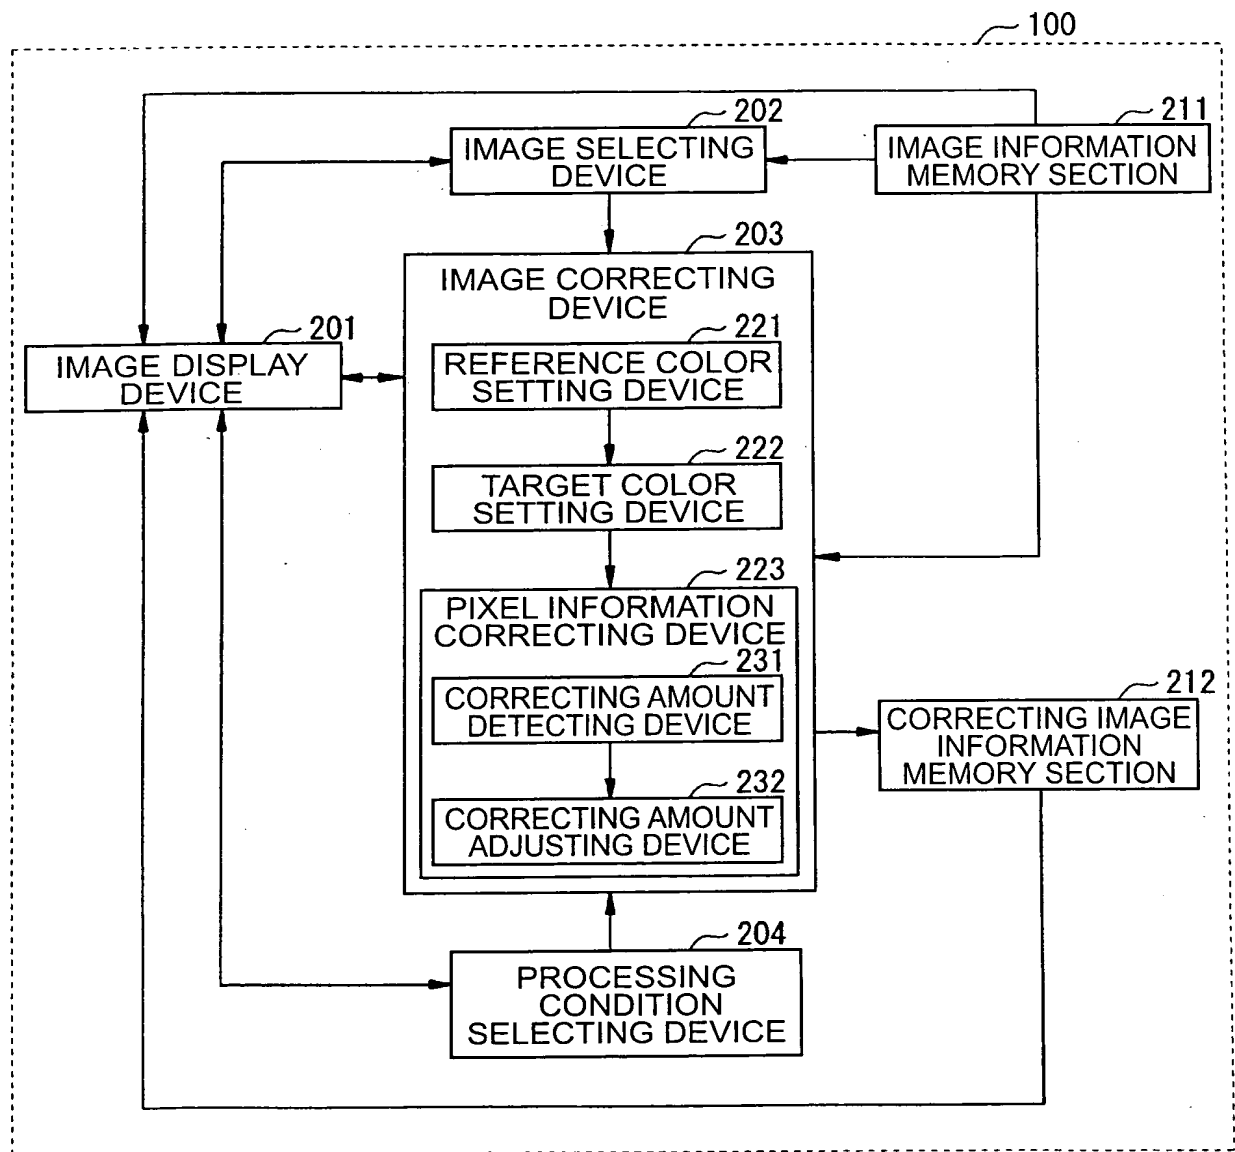 100
202
IMAGE SELECTING
DEVICE
211
IMAGE INFORMATION
MEMORY SECTION
203
IMAGE CORRECTING
DEVICE
201
IMAGE DISPLAY
DEVICE
221
REFERENCE COLOR
SETTING DEVICE
222
TARGET COLOR
SETTING DEVICE
223
PIXEL INFORMATION
CORRECTING DEVICE
231
CORRECTING AMOUNT
DETECTING DEVICE
212
CORRECTING IMAGE
INFORMATION
MEMORY SECTION
232
CORRECTING AMOUNT
ADJUSTING DEVICE
204
PROCESSING
CONDITION
SELECTING DEVICE